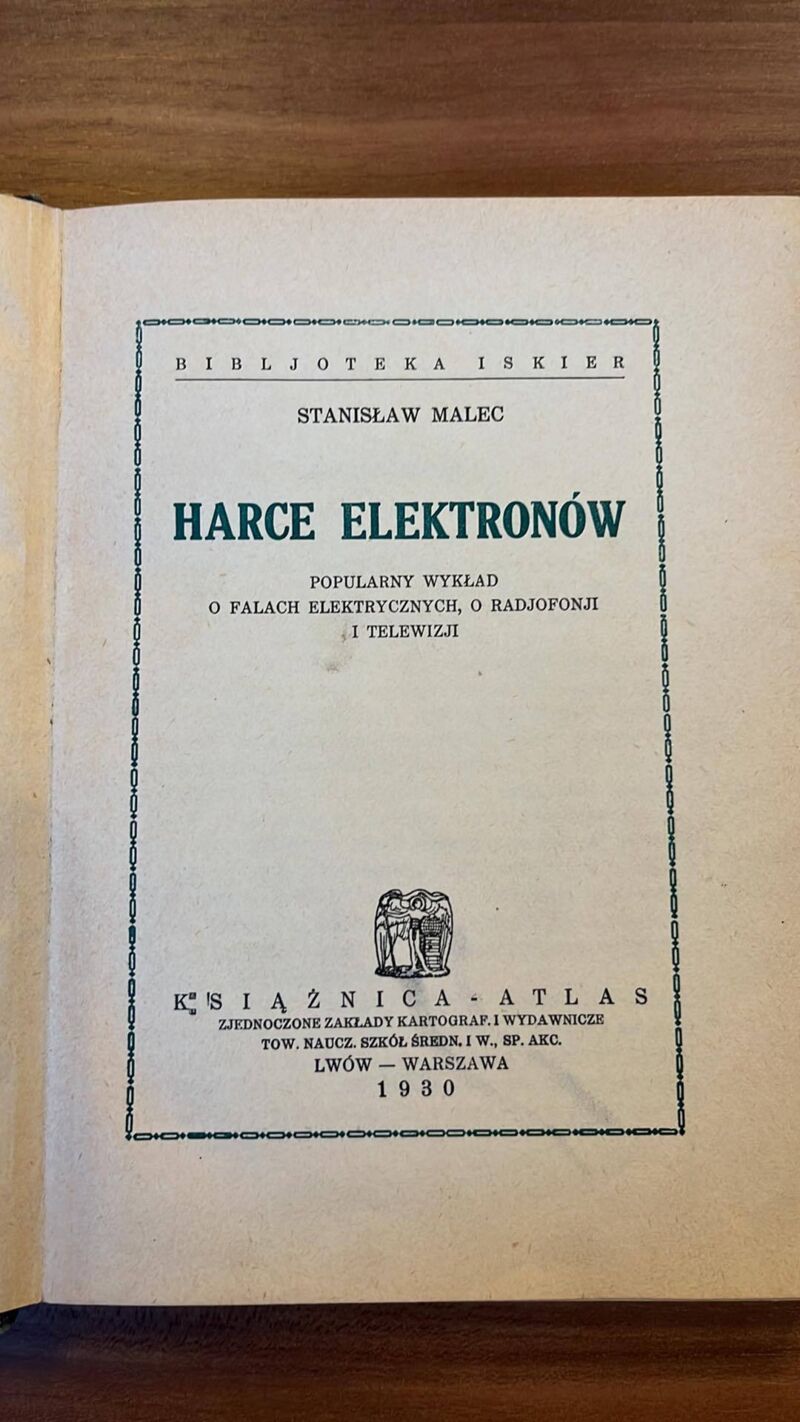 BIBLJOTEKA ISKIER
STANISŁAW MALEC
HARCE ELEKTRONÓW
POPULARNY WYKŁAD
O FALACH ELEKTRYCZNYCH, O RADJOFONJI
I TELEWIZJI
KSIĄŻNICA - ATLAS
ZJEDNOCZONE ZAKŁADY KARTOGRAF. I WYDAWNICZE
TOW. NAUCZ. SZKÓŁ ŚREDN. I W., SP. AKC.
LWÓW — WARSZAWA
1930